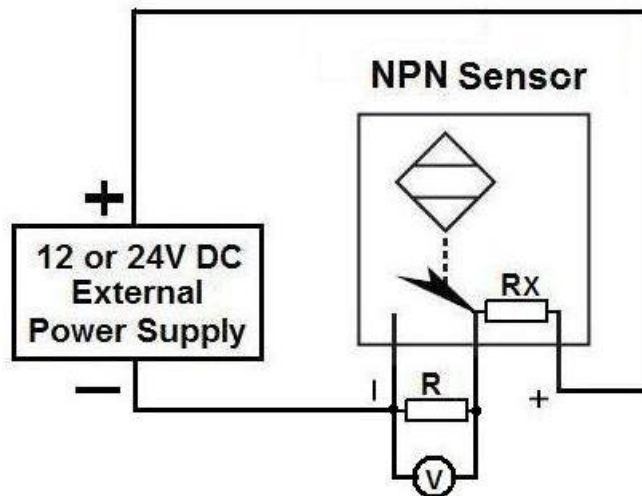 NPN Sensor
+
12 or 24V DC
External
Power Supply
Rx
—
R
+
V